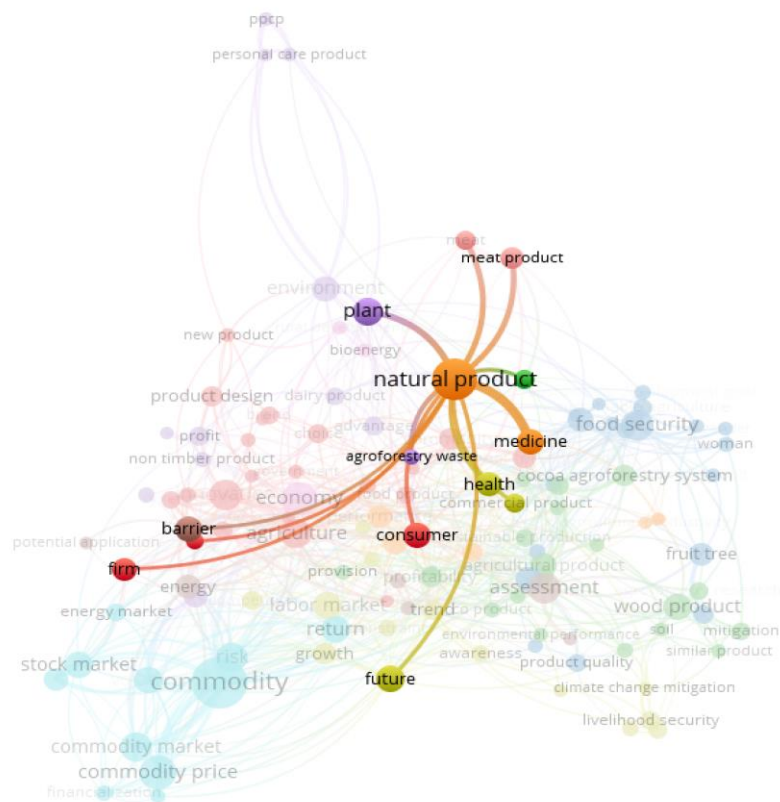 ppcp
personal care product
meat
meat product
environment
plant
new product
bioenergy
natural product
product design
dairy product
food security
advantage
profit
choice
medicine
woman
non timber product
agroforestry waste
cocoa agroforestry system
health
economy
food product
commercial product
barrier
consumer
agriculture
potential application
fruit tree
firm
provision
agricultural product
profitability
energy
assessment
labor market
wood product
energy market
trend
return
soil
mitigation
environmental performance
growth
awareness
similar product
risk
stock market
product quality
commodity
future
climate change mitigation
livelihood security
commodity market
commodity price
financialization